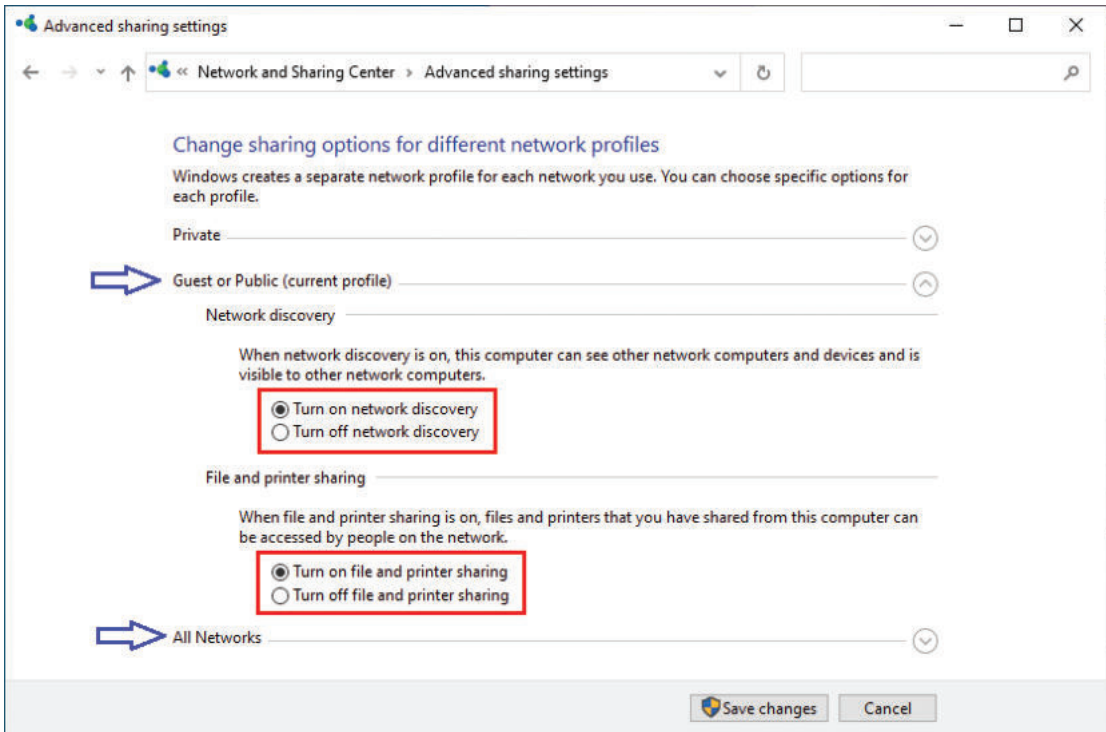 Advanced sharing settings
« Network and Sharing Center › Advanced sharing settings
Change sharing options for different network profiles
Windows creates a separate network profile for each network you use. You can choose specific options for
each profile.
Private
Guest or Public (current profile)
Network discovery
When network discovery is on, this computer can see other network computers and devices and is
visible to other network computers.
Turn on network discovery
Turn off network discovery
File and printer sharing
When file and printer sharing is on, files and printers that you have shared from this computer can
be accessed by people on the network.
Turn on file and printer sharing
Turn off file and printer sharing
All Networks
Save changes Cancel